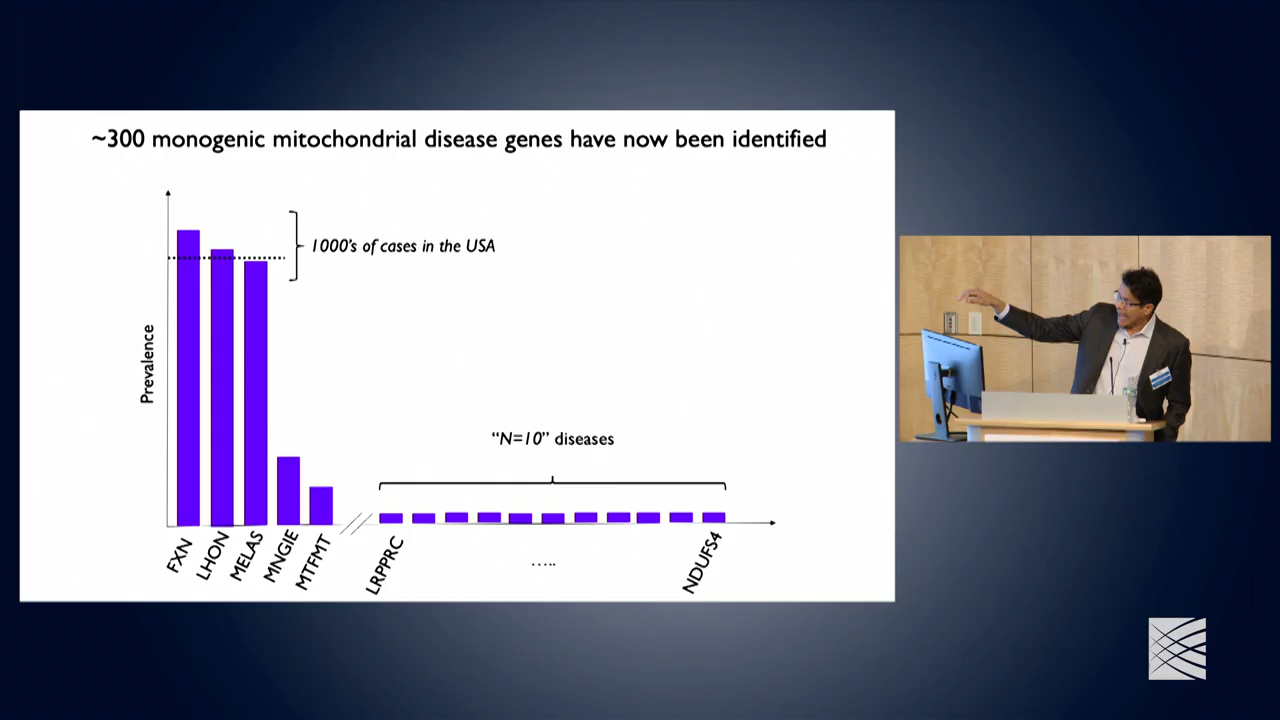 ~300 monogenic mitochondrial disease genes have now been identified
1000's of cases in the USA
Prevalence
“N=10” diseases
FXN
LHON
MELAS
MNGIE
MTFMT
LRPPRC
.....
NDUFS4